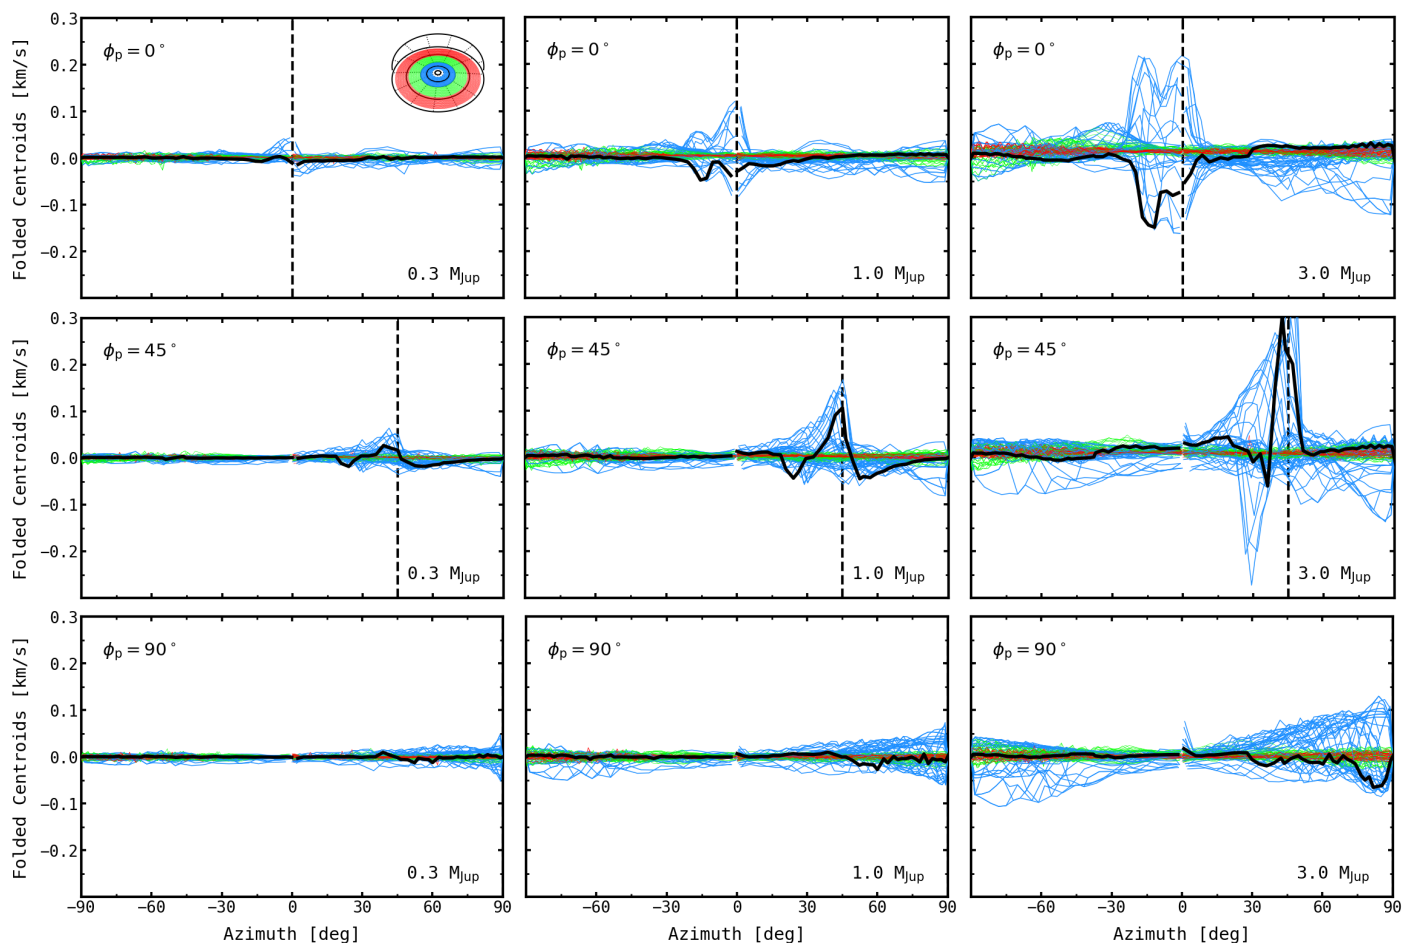 0.3
0.2
0.1
0.0
−0.1
−0.2
Folded Centroids [km/s]
ϕp = 0°
0.3 MJup
ϕp = 0°
1.0 MJup
ϕp = 0°
3.0 MJup
0.3
0.2
0.1
0.0
−0.1
−0.2
Folded Centroids [km/s]
ϕp = 45°
0.3 MJup
ϕp = 45°
1.0 MJup
ϕp = 45°
3.0 MJup
0.3
0.2
0.1
0.0
−0.1
−0.2
Folded Centroids [km/s]
ϕp = 90°
0.3 MJup
ϕp = 90°
1.0 MJup
ϕp = 90°
3.0 MJup
−90 −60 −30 0 30 60 90
−60 −30 0 30 60 90
−60 −30 0 30 60 90
Azimuth [deg]
Azimuth [deg]
Azimuth [deg]